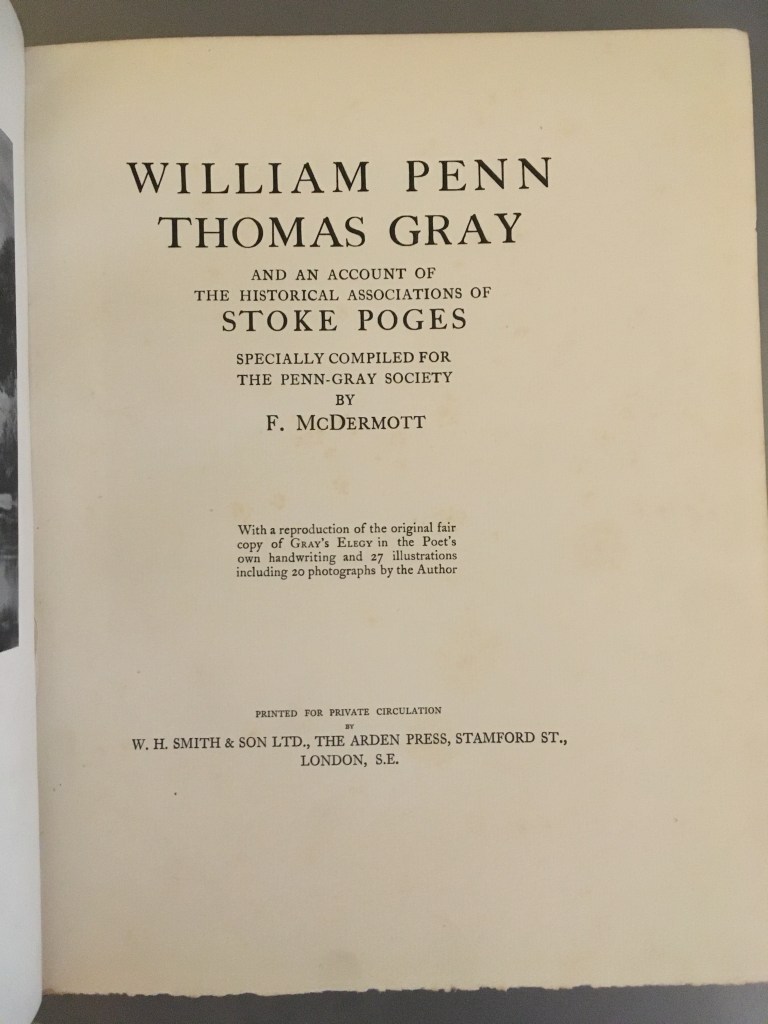 WILLIAM PENN
THOMAS GRAY
AND AN ACCOUNT OF
THE HISTORICAL ASSOCIATIONS OF
STOKE POGES
SPECIALLY COMPILED FOR
THE PENN-GRAY SOCIETY
BY
F. McDERMOTT
With a reproduction of the original fair
copy of GRAY'S ELEGY in the Poet's
own handwriting and 27 illustrations
including 20 photographs by the Author
PRINTED FOR PRIVATE CIRCULATION
BY
W. H. SMITH & SON LTD., THE ARDEN PRESS, STAMFORD ST.,
LONDON, S.E.